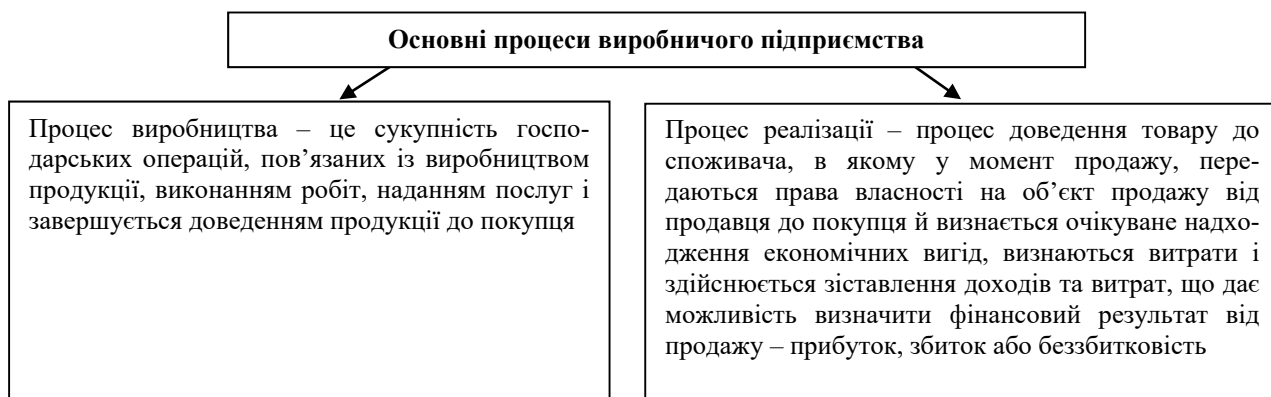 Основні процеси виробничого підприємства
Процес виробництва – це сукупність госпо-
дарських операцій, пов’язаних із виробництвом
продукції, виконанням робіт, наданням послуг і
завершується доведенням продукції до покупця
Процес реалізації – процес доведення товару до
споживача, в якому у момент продажу, пере-
даються права власності на об’єкт продажу від
продавця до покупця й визнається очікуване надхо-
дження економічних вигід, визнаються витрати і
здійснюється зіставлення доходів та витрат, що дає
можливість визначити фінансовий результат від
продажу – прибуток, збиток або беззбитковість